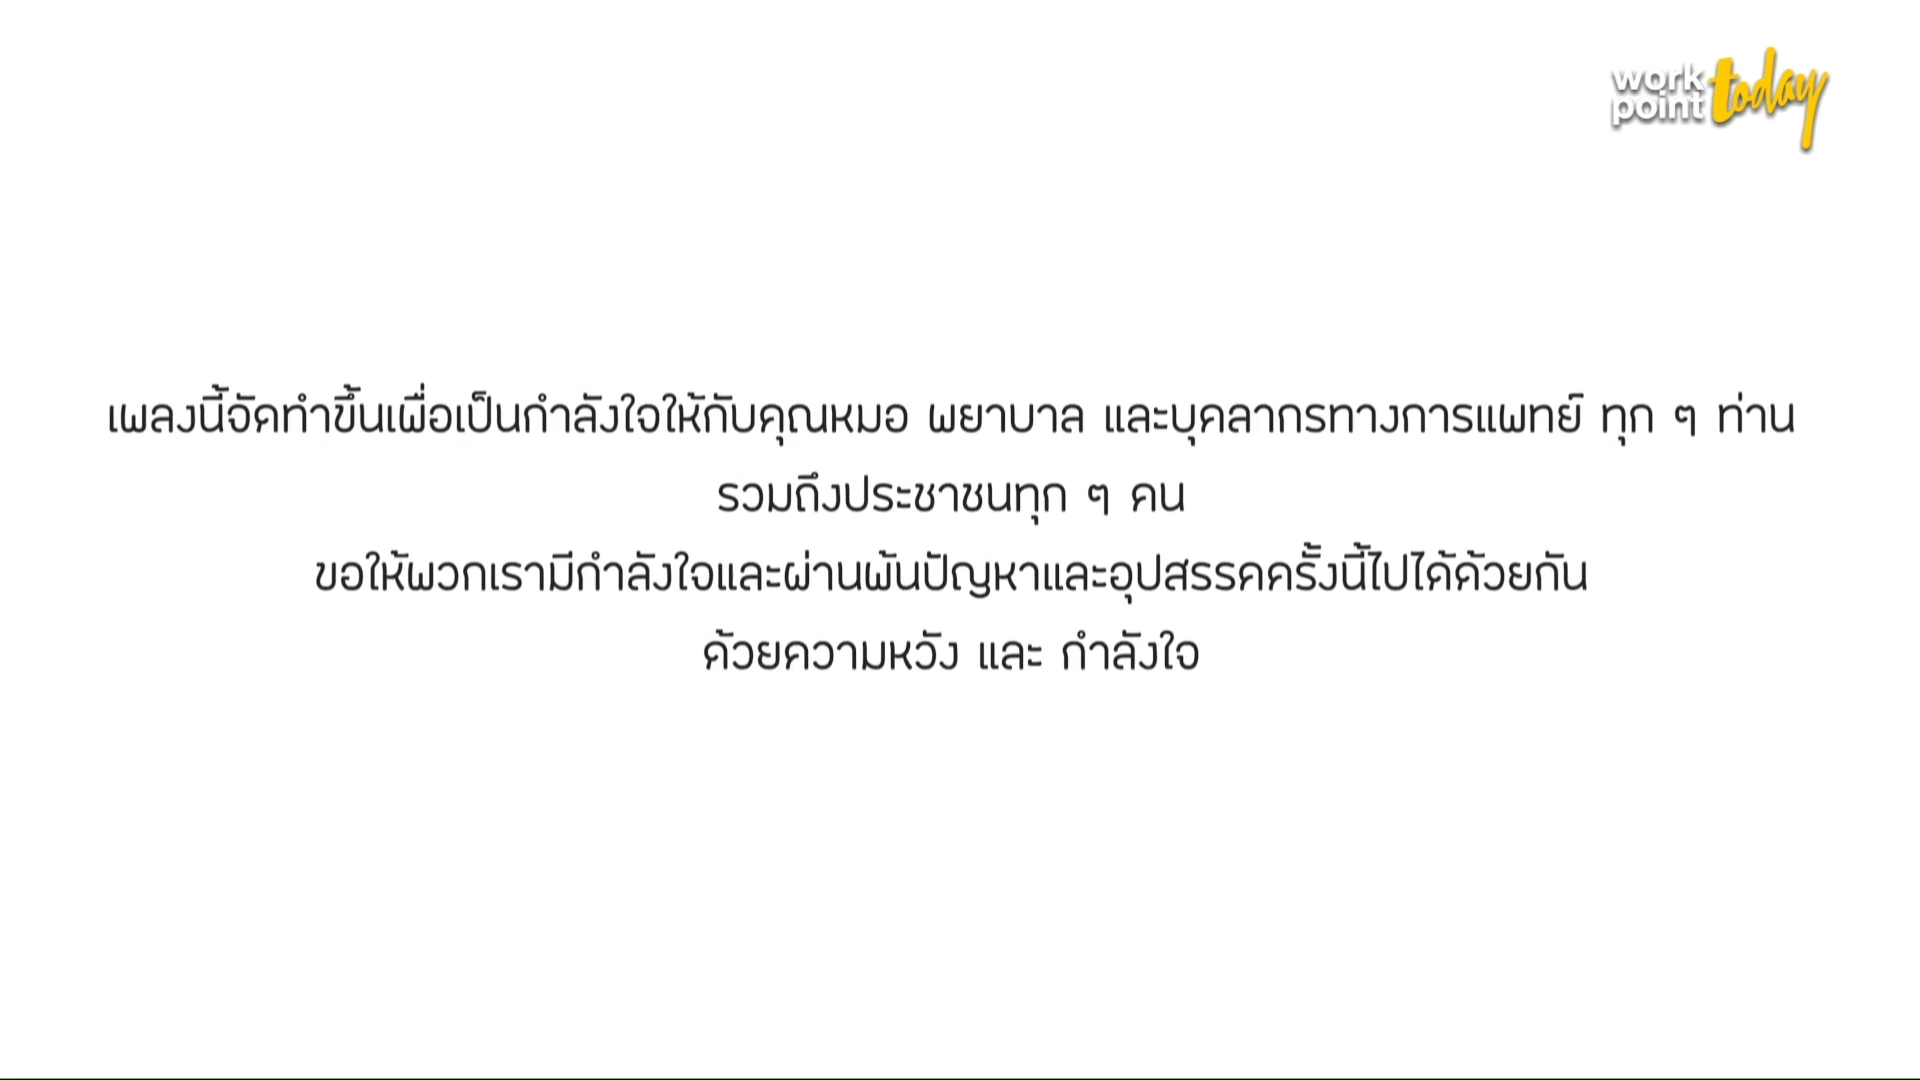 work
point today
เพลงนี้จัดทำขึ้นเพื่อเป็นกำลังใจให้กับคุณหมอ พยาบาล และบุคลากรทางการแพทย์ ทุก ๆ ท่าน
รวมถึงประชาชนทุก ๆ คน
ขอให้พวกเรามีกำลังใจและผ่านพ้นปัญหาและอุปสรรคครั้งนี้ไปได้ด้วยกัน
ด้วยความหวัง และ กำลังใจ